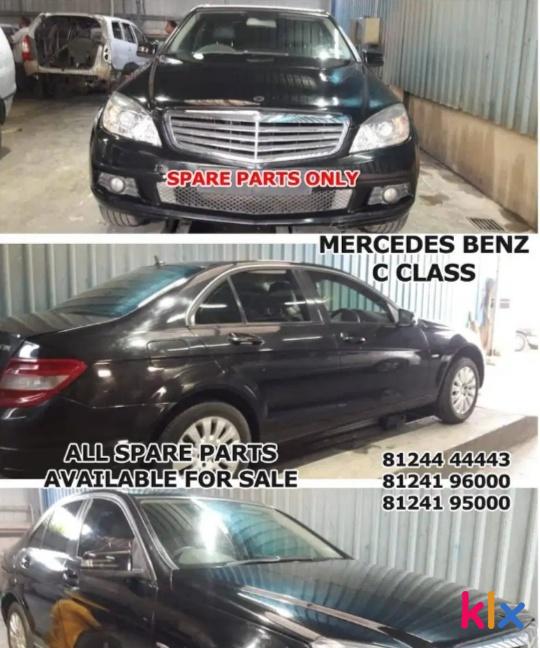 SPARE PARTS ONLY
MERCEDES BENZ
C CLASS
ALL SPARE PARTS
AVAILABLE FOR SALE
81244 44443
81241 96000
81241 95000
klx